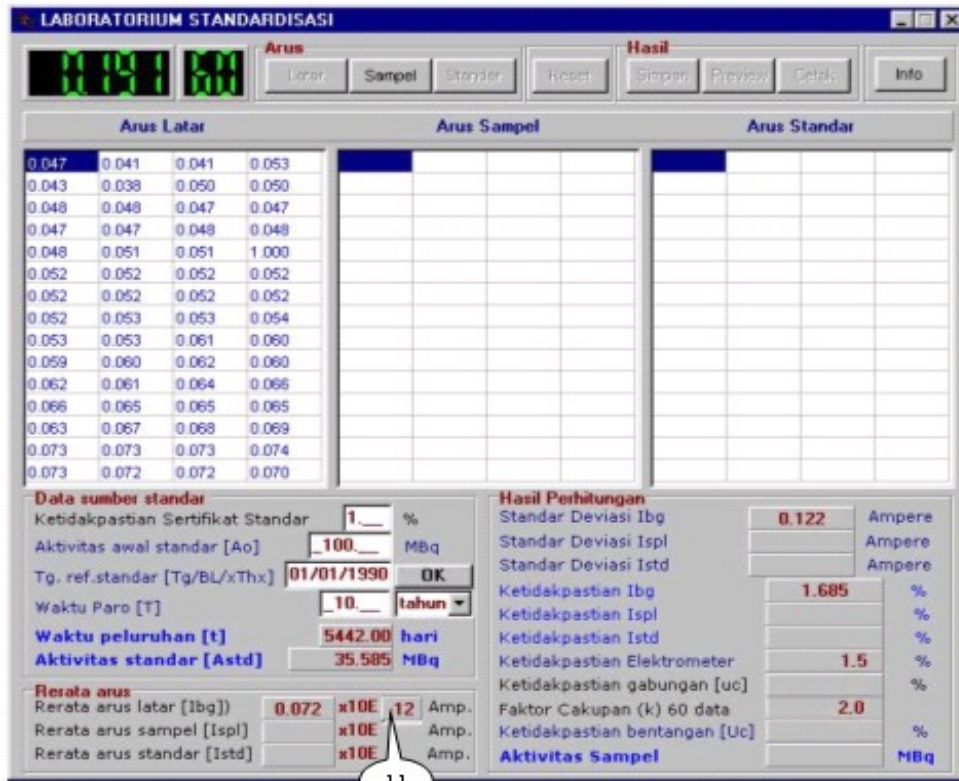 LABORATORIUM STANDARDISASI
0.191 60
Arus
Latar Sampel Standar Reset
Hasil
Simpan Preview Cetak Info
Arus Latar Arus Sampel Arus Standar
0.047 0.041 0.041 0.053
0.043 0.038 0.050 0.050
0.048 0.048 0.047 0.047
0.047 0.047 0.048 0.048
0.048 0.051 0.051 1.000
0.052 0.052 0.052 0.052
0.052 0.052 0.052 0.052
0.052 0.053 0.053 0.054
0.053 0.053 0.061 0.060
0.059 0.060 0.062 0.060
0.062 0.061 0.064 0.066
0.066 0.065 0.065 0.065
0.063 0.067 0.068 0.069
0.073 0.073 0.073 0.074
0.073 0.072 0.072 0.070
Data sumber standar
Ketidakpastian Sertifikat Standar 1.__ %
Aktivitas awal standar [Ao] _100.__ MBq
Tg. ref.standar [Tg/BL/xThx] 01/01/1990 OK
Waktu Paro [T] _10.__ tahun
Waktu peluruhan [t] 5442.00 hari
Aktivitas standar [Astd] 35.585 MBq
Rerata arus
Rerata arus latar [Ibg]) 0.072 x10E -12 Amp.
Rerata arus sampel [Ispl] x10E Amp.
Rerata arus standar [Istd] x10E Amp.
11
Hasil Perhitungan
Standar Deviasi Ibg 0.122 Ampere
Standar Deviasi Ispl Ampere
Standar Deviasi Istd Ampere
Ketidakpastian Ibg 1.685 %
Ketidakpastian Ispl %
Ketidakpastian Istd %
Ketidakpastian Elektrometer 1.5 %
Ketidakpastian gabungan [uc] %
Faktor Cakupan (k) 60 data 2.0
Ketidakpastian bentangan [Uc] %
Aktivitas Sampel MBq